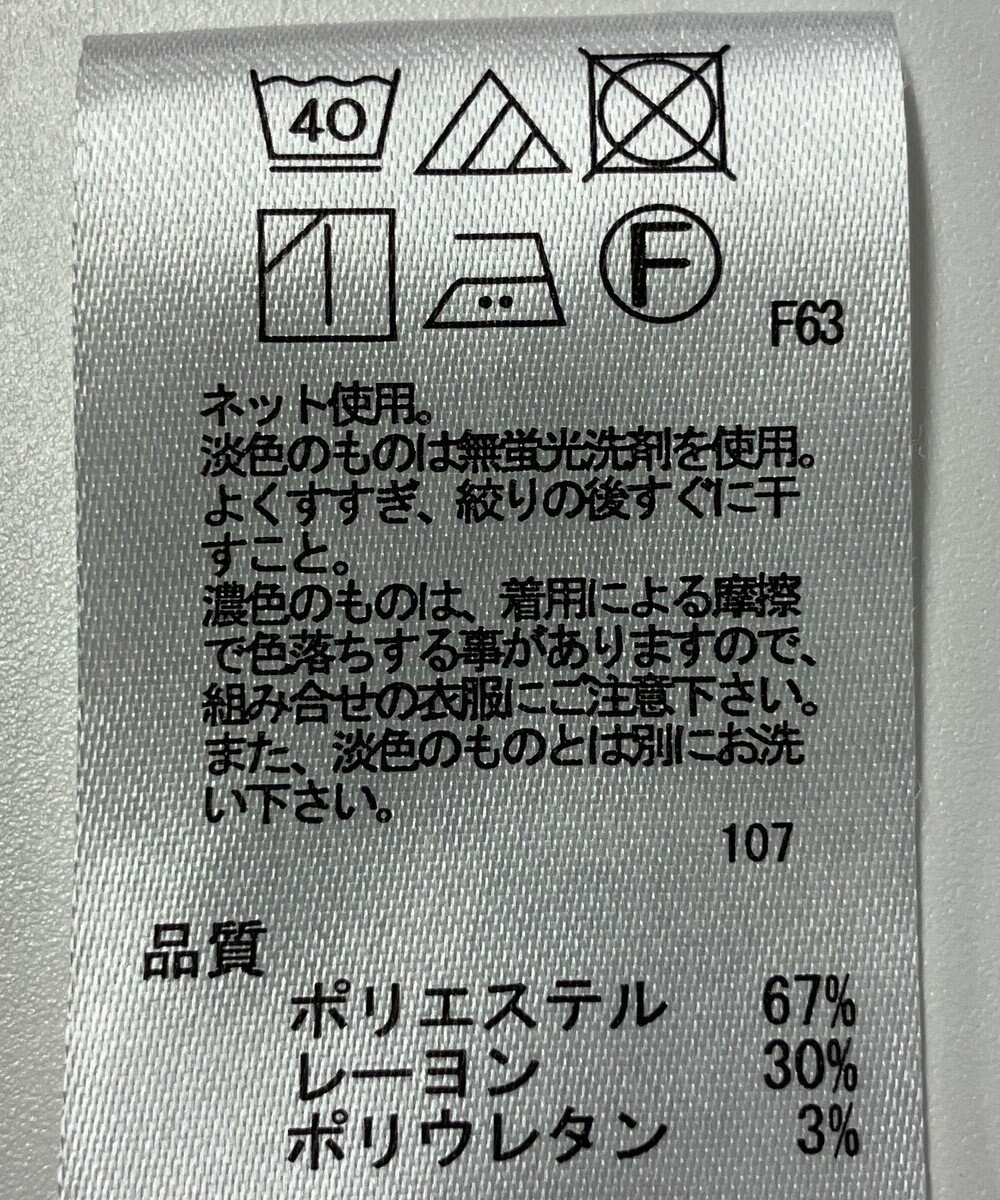 40
F
F63
ネット使用。
淡色のものは無蛍光洗剤を使用。
よくすすぎ、絞りの後すぐに干
すこと。
濃色のものは、着用による摩擦
で色落ちする事がありますので、
組み合せの衣服にご注意下さい。
また、淡色のものとは別にお洗
い下さい。
107
品質
ポリエステル 67%
レーヨン 30%
ポリウレタン 3%